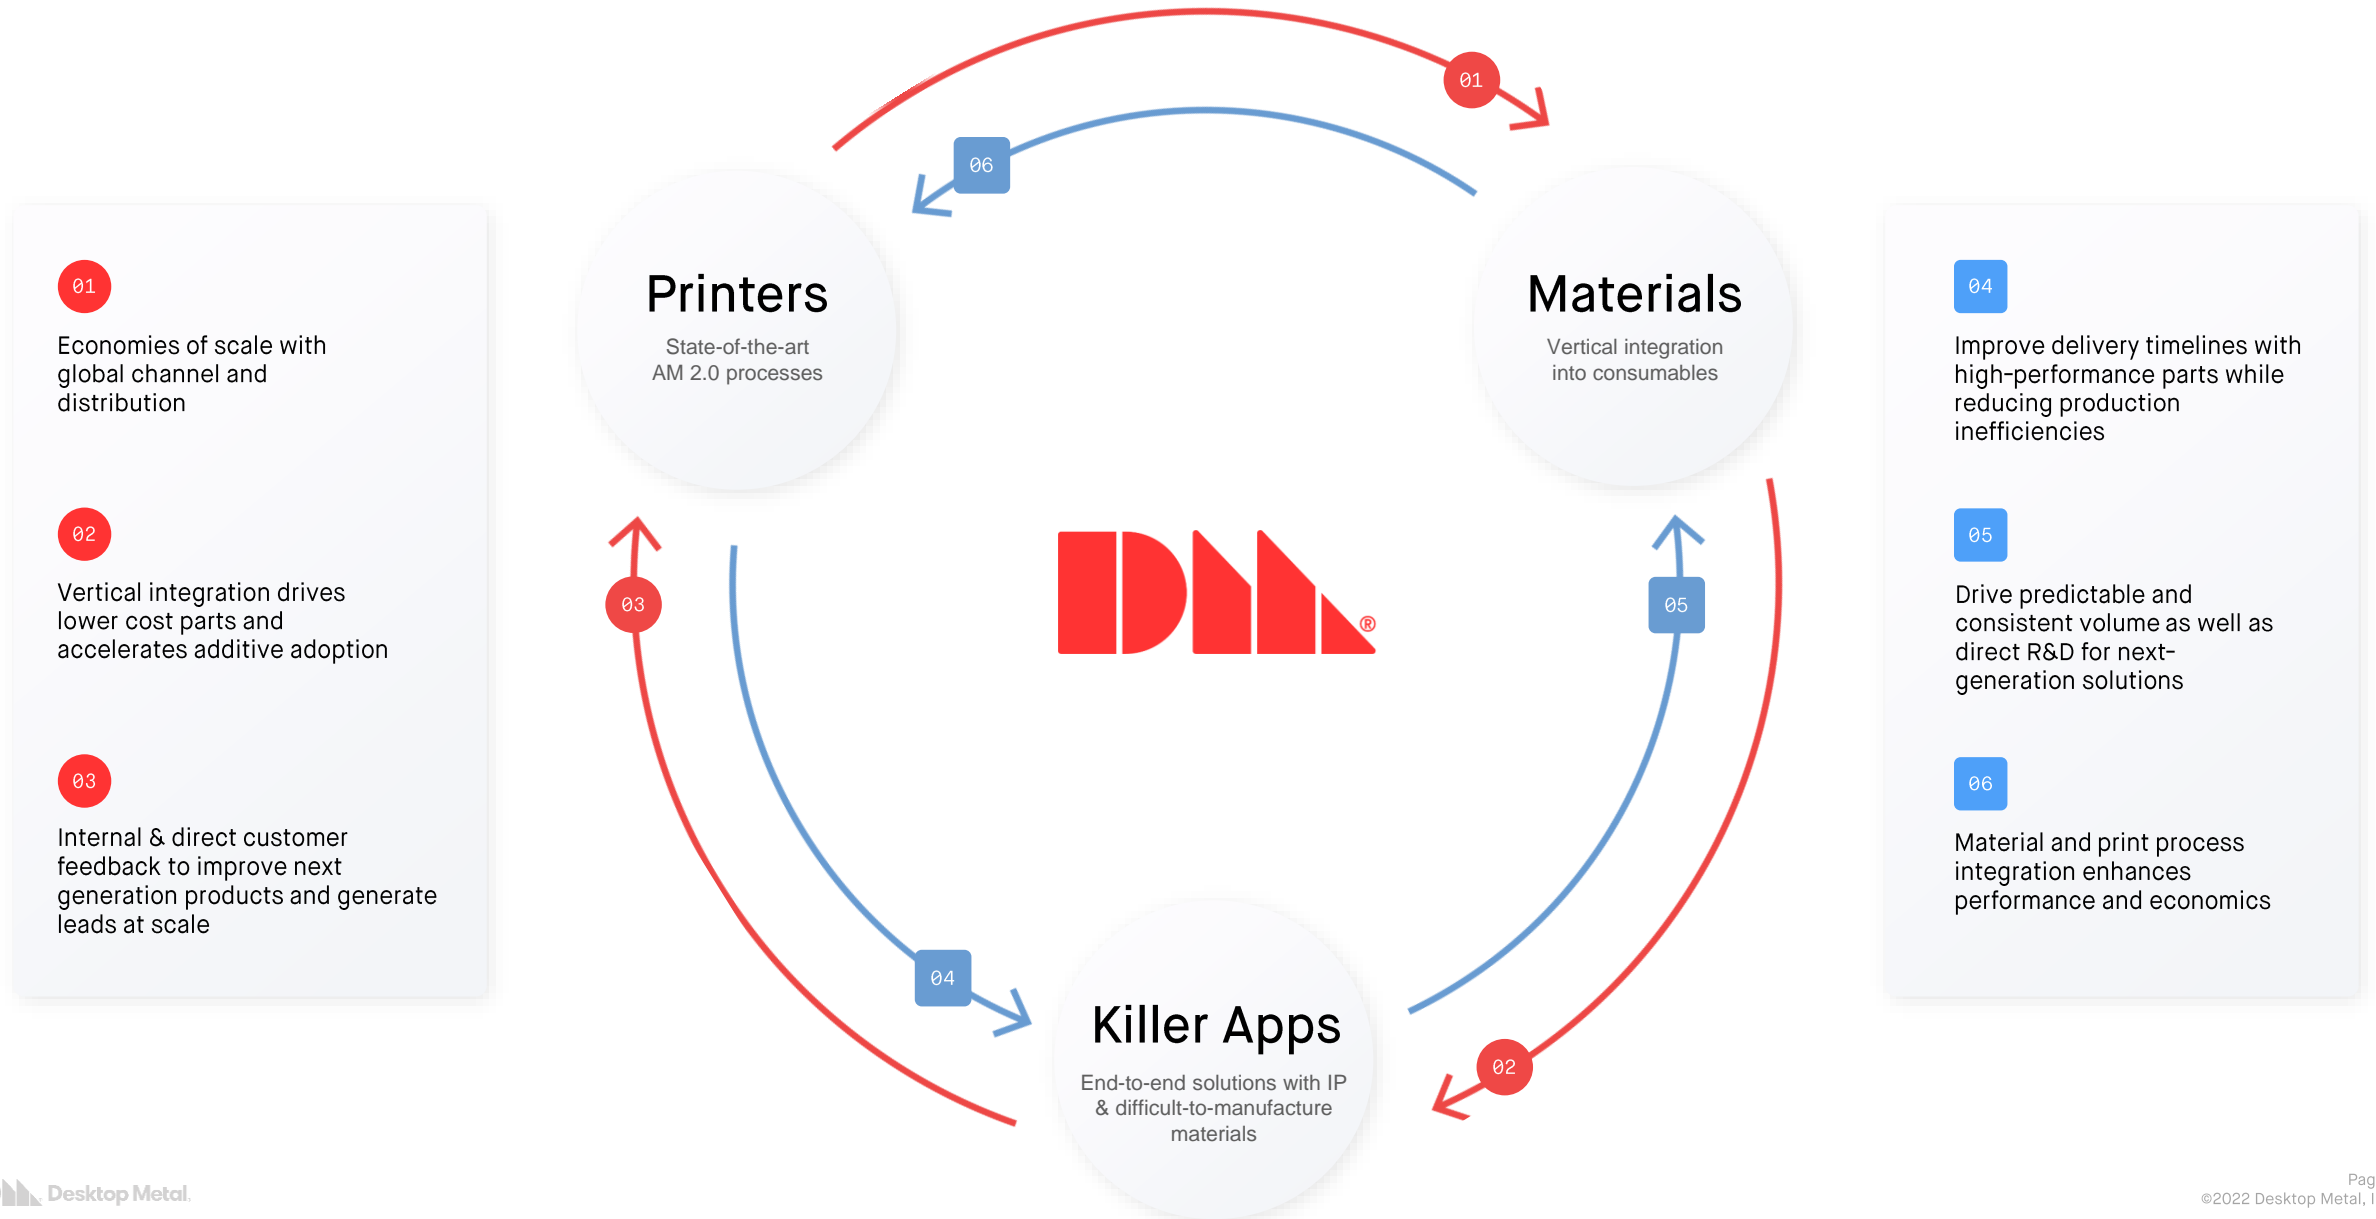 01
06
01
Economies of scale with
global channel and
distribution
02
Vertical integration drives
lower cost parts and
accelerates additive adoption
03
Internal & direct customer
feedback to improve next
generation products and generate
leads at scale
Printers
State-of-the-art
AM 2.0 processes
Materials
Vertical integration
into consumables
03
05
DM®
04
02
Killer Apps
End-to-end solutions with IP
& difficult-to-manufacture
materials
04
Improve delivery timelines with
high-performance parts while
reducing production
inefficiencies
05
Drive predictable and
consistent volume as well as
direct R&D for next-
generation solutions
06
Material and print process
integration enhances
performance and economics
Desktop Metal
Pag
©2022 Desktop Metal, I